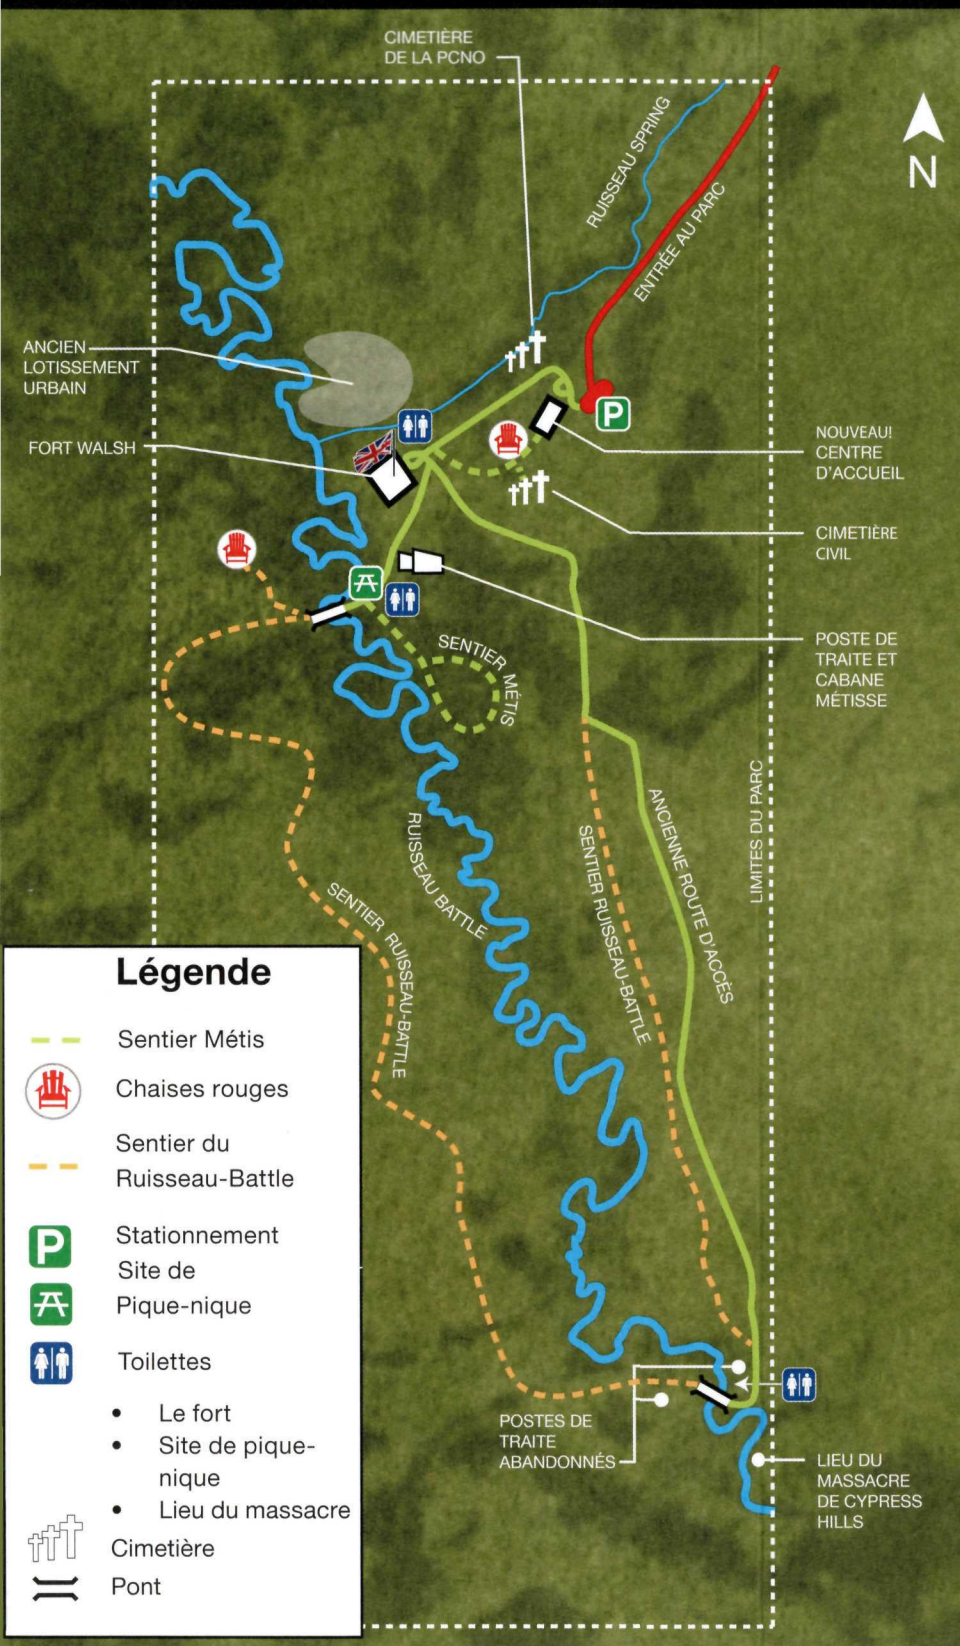 CIMETIÈRE
DE LA PCNO
N
RUISSEAU SPRING
ENTRÉE AU PARC
ANCIEN
LOTISSEMENT
URBAIN
FORT WALSH
P
NOUVEAU!
CENTRE
D'ACCUEIL
CIMETIÈRE
CIVIL
POSTE DE
TRAITE ET
CABANE
MÉTISSE
SENTIER MÉTIS
LIMITES DU PARC
ANCIENNE ROUTE D'ACCÈS
SENTIER RUISSEAU-BATTLE
RUISSEAU BATTLE
SENTIER RUISSEAU-BATTLE
POSTES DE
TRAITE
ABANDONNÉS
LIEU DU
MASSACRE
DE CYPRESS
HILLS
Légende
Sentier Métis
Chaises rouges
Sentier du
Ruisseau-Battle
P
Stationnement
Site de
Pique-nique
Toilettes
• Le fort
• Site de pique-
nique
• Lieu du massacre
Cimetière
Pont